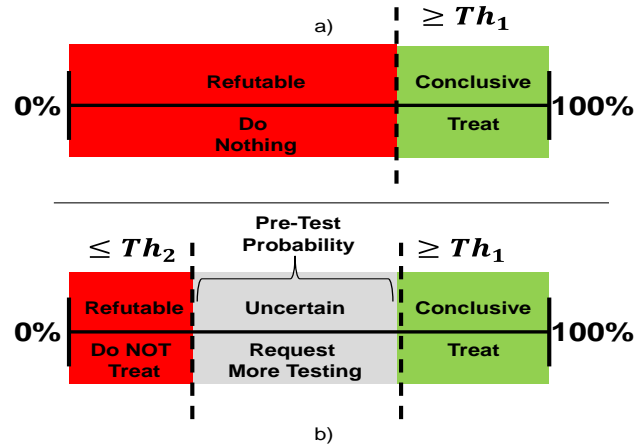 a)
≥ Th₁
Refutable
Conclusive
0%
100%
Do
Nothing
Treat
Pre-Test
Probability
≤ Th₂
≥ Th₁
Refutable
Uncertain
Conclusive
0%
100%
Do NOT
Treat
Request
More Testing
Treat
b)